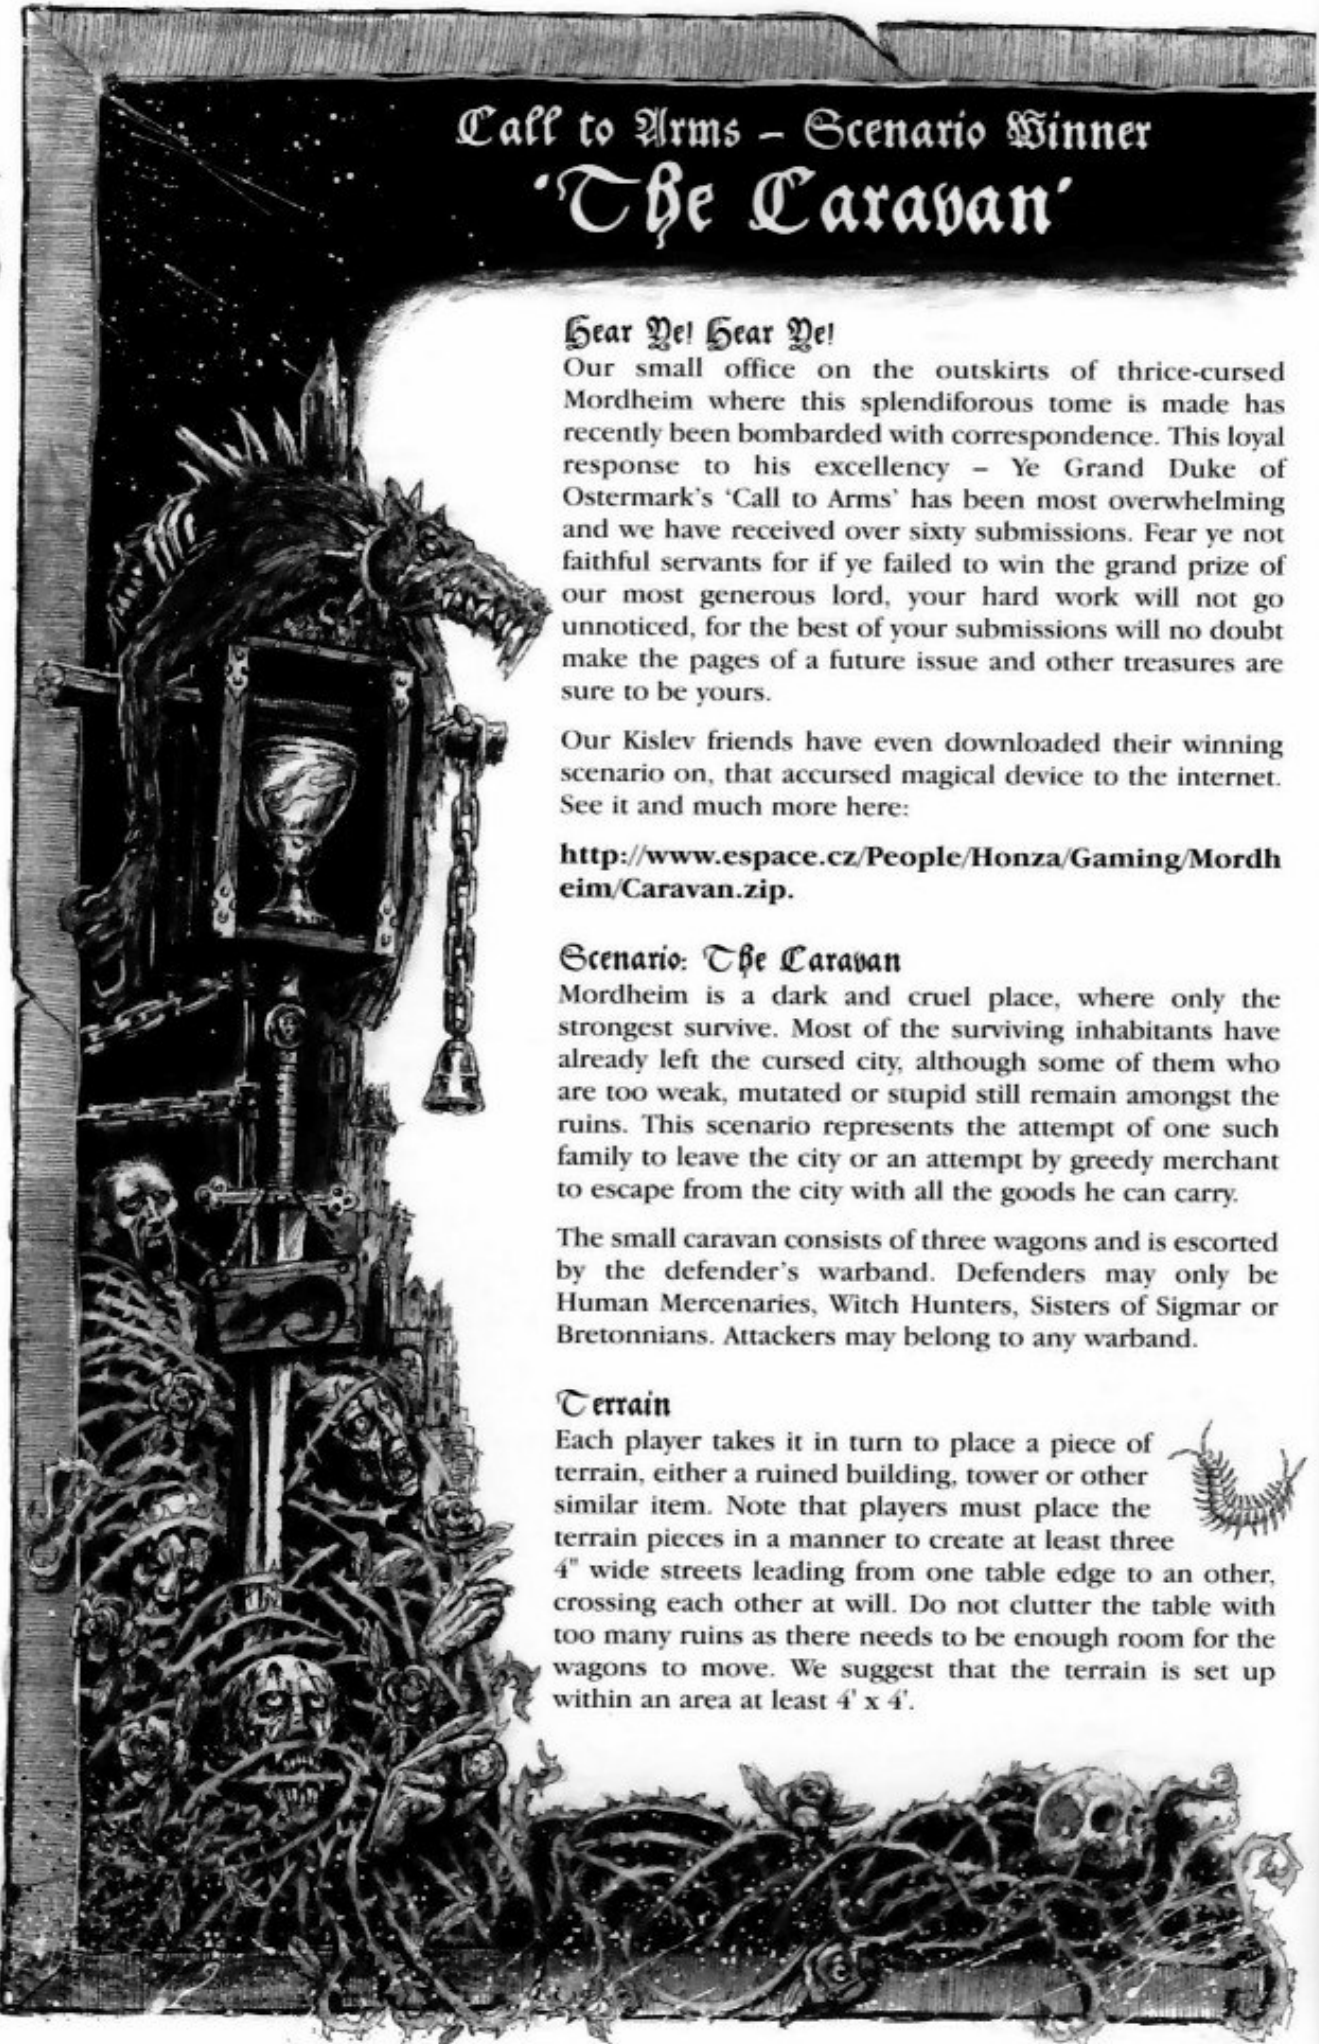 Call to Arms – Scenario Winner
'The Caravan'
Hear Ye! Hear Ye!
Our small office on the outskirts of thrice-cursed
Mordheim where this splendiforous tome is made has
recently been bombarded with correspondence. This loyal
response to his excellency – Ye Grand Duke of
Ostermark's 'Call to Arms' has been most overwhelming
and we have received over sixty submissions. Fear ye not
faithful servants for if ye failed to win the grand prize of
our most generous lord, your hard work will not go
unnoticed, for the best of your submissions will no doubt
make the pages of a future issue and other treasures are
sure to be yours.
Our Kislev friends have even downloaded their winning
scenario on, that accursed magical device to the internet.
See it and much more here:
http://www.espace.cz/People/Honza/Gaming/Mordh
eim/Caravan.zip.
Scenario: The Caravan
Mordheim is a dark and cruel place, where only the
strongest survive. Most of the surviving inhabitants have
already left the cursed city, although some of them who
are too weak, mutated or stupid still remain amongst the
ruins. This scenario represents the attempt of one such
family to leave the city or an attempt by greedy merchant
to escape from the city with all the goods he can carry.
The small caravan consists of three wagons and is escorted
by the defender's warband. Defenders may only be
Human Mercenaries, Witch Hunters, Sisters of Sigmar or
Bretonnians. Attackers may belong to any warband.
Terrain
Each player takes it in turn to place a piece of
terrain, either a ruined building, tower or other
similar item. Note that players must place the
terrain pieces in a manner to create at least three
4" wide streets leading from one table edge to an other,
crossing each other at will. Do not clutter the table with
too many ruins as there needs to be enough room for the
wagons to move. We suggest that the terrain is set up
within an area at least 4' x 4'.